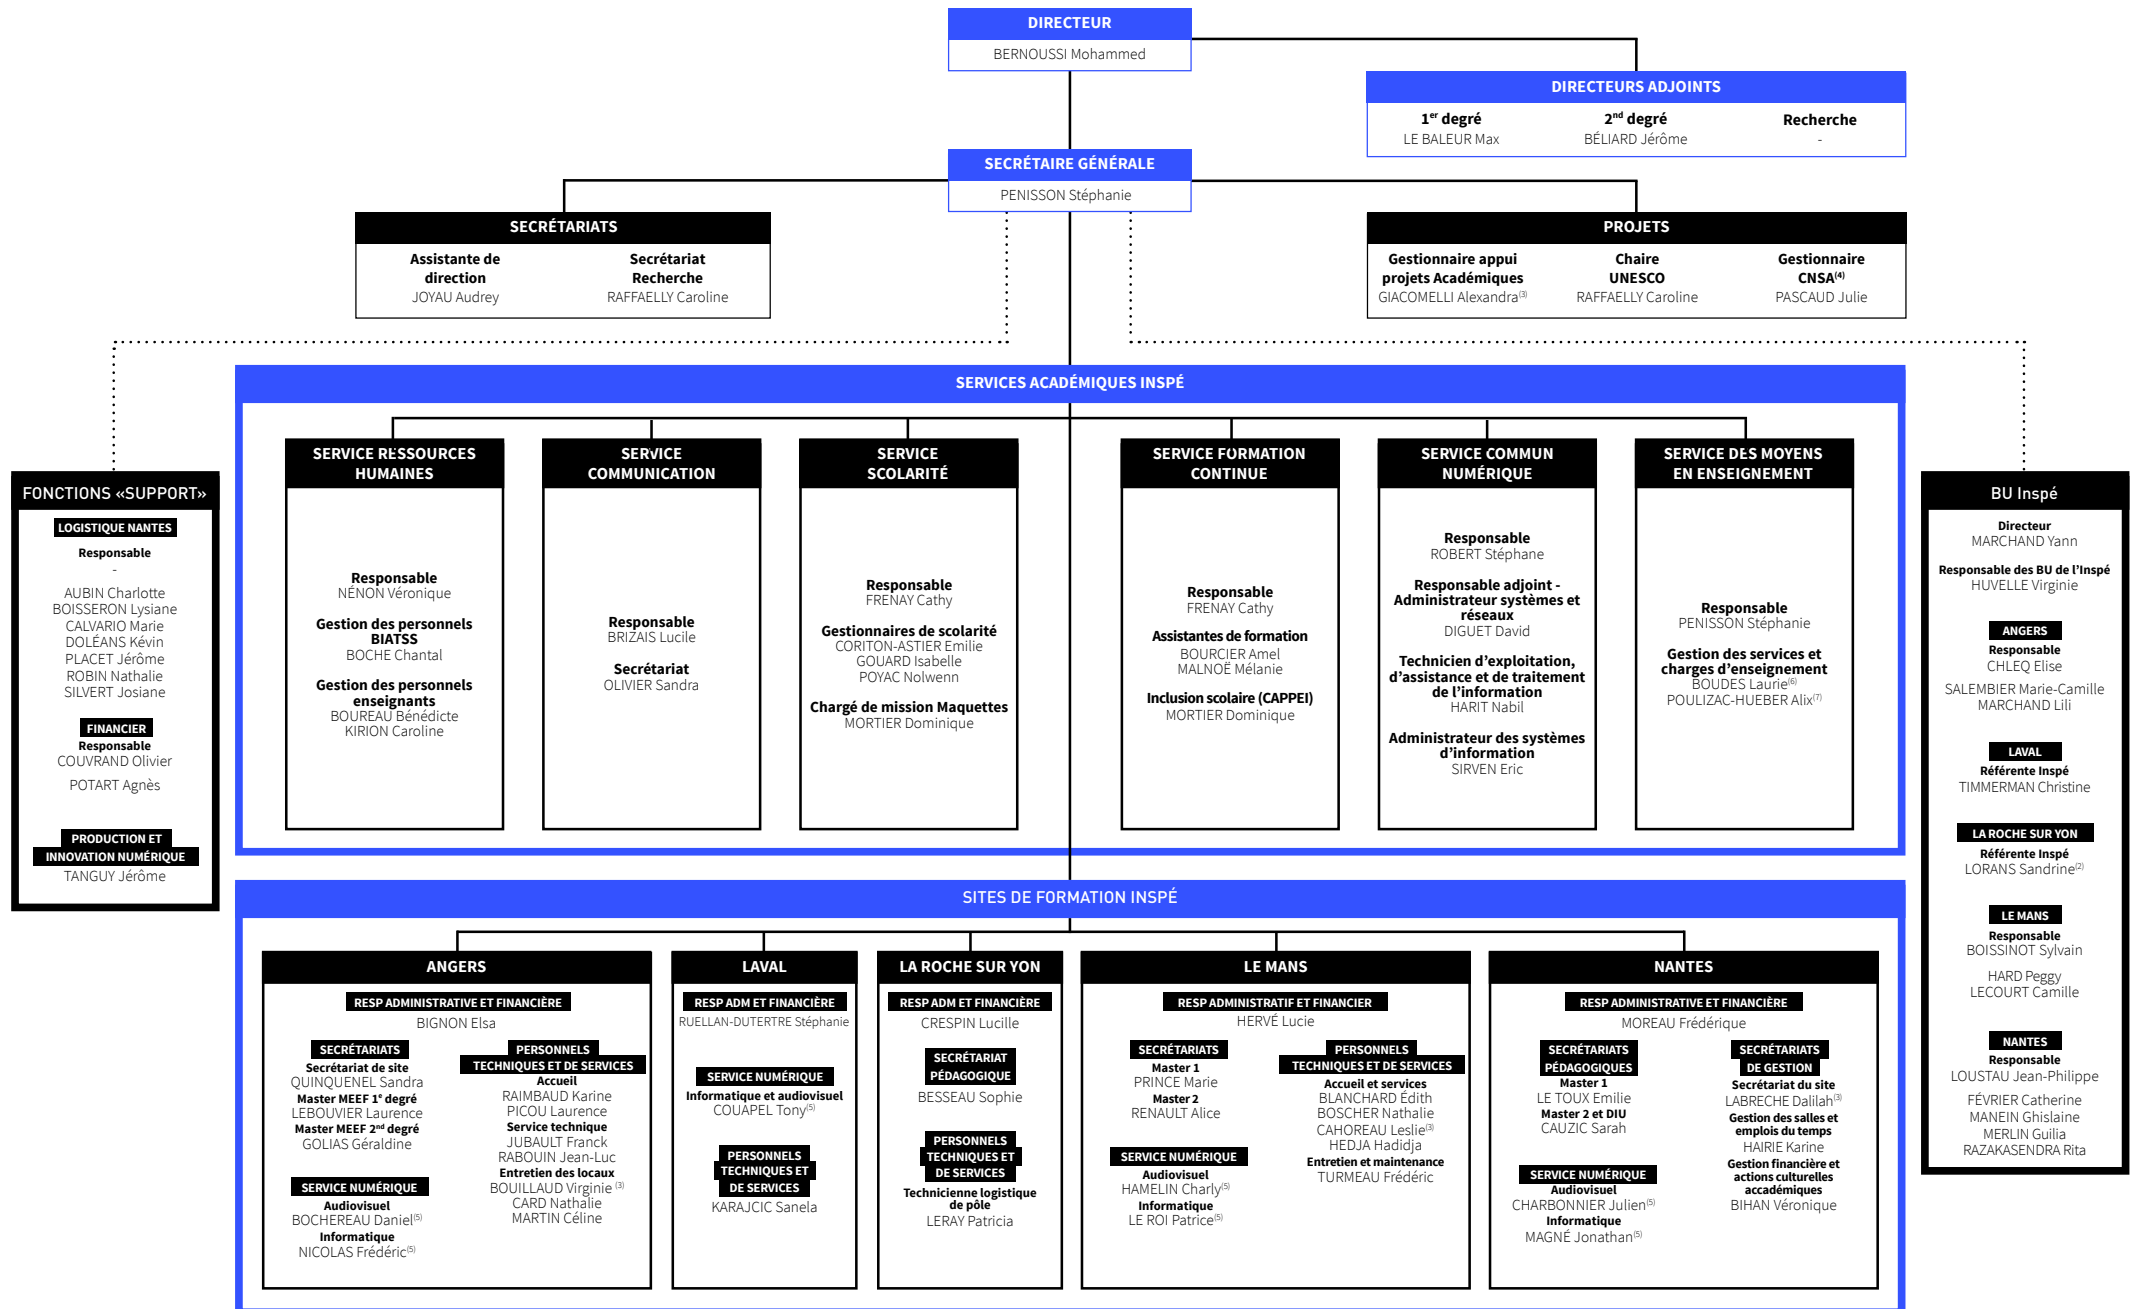 DIRECTEUR
BERNOUSSI Mohammed
DIRECTEURS ADJOINTS
1er degré
LE BALEUR Max
2nd degré
BÉLIARD Jérôme
Recherche
-
SECRÉTAIRE GÉNÉRALE
PENISSON Stéphanie
SECRÉTARIATS
Assistante de
direction
JOYAU Audrey
Secrétariat
Recherche
RAFFAELLY Caroline
PROJETS
Gestionnaire appui
projets Académiques
GIACOMELLI Alexandra(3)
Chaire
UNESCO
RAFFAELLY Caroline
Gestionnaire
CNSA(4)
PASCAUD Julie
FONCTIONS «SUPPORT»
LOGISTIQUE NANTES
Responsable
-
AUBIN Charlotte
BOISSERON Lysiane
CALVARIO Marie
DOLÉANS Kévin
PLACET Jérôme
ROBIN Nathalie
SILVERT Josiane
FINANCIER
Responsable
COUVRAND Olivier
POTART Agnès
PRODUCTION ET
INNOVATION NUMÉRIQUE
TANGUY Jérôme
SERVICES ACADÉMIQUES INSPÉ
SERVICE RESSOURCES
HUMAINES
Responsable
NÉNON Véronique
Gestion des personnels
BIATSS
BOCHE Chantal
Gestion des personnels
enseignants
BOUREAU Bénédicte
KIRION Caroline
SERVICE
COMMUNICATION
Responsable
BRIZAIS Lucile
Secrétariat
OLIVIER Sandra
SERVICE
SCOLARITÉ
Responsable
FRENAY Cathy
Gestionnaires de scolarité
CORITON-ASTIER Emilie
GOUARD Isabelle
POYAC Nolwenn
Chargé de mission Maquettes
MORTIER Dominique
SERVICE FORMATION
CONTINUE
Responsable
FRENAY Cathy
Assistantes de formation
BOURCIER Amel
MALNOË Mélanie
Inclusion scolaire (CAPPEI)
MORTIER Dominique
SERVICE COMMUN
NUMÉRIQUE
Responsable
ROBERT Stéphane
Responsable adjoint -
Administrateur systèmes et
réseaux
DIGUET David
Technicien d'exploitation,
d'assistance et de traitement
de l'information
HARIT Nabil
Administrateur des systèmes
d'information
SIRVEN Eric
SERVICE DES MOYENS
EN ENSEIGNEMENT
Responsable
PENISSON Stéphanie
Gestion des services et
charges d'enseignement
BOUDES Laurie(6)
POULIZAC-HUEBER Alix(7)
BU Inspé
Directeur
MARCHAND Yann
Responsable des BU de l'Inspé
HUVELLE Virginie
ANGERS
Responsable
CHLEQ Elise
SALEMBIER Marie-Camille
MARCHAND Lili
LAVAL
Référente Inspé
TIMMERMAN Christine
LA ROCHE SUR YON
Référente Inspé
LORANS Sandrine(2)
LE MANS
Responsable
BOISSINOT Sylvain
HARD Peggy
LECOURT Camille
NANTES
Responsable
LOUSTAU Jean-Philippe
FÉVRIER Catherine
MANEIN Ghislaine
MERLIN Guilia
RAZAKASENDRA Rita
SITES DE FORMATION INSPÉ
ANGERS
RESP ADMINISTRATIVE ET FINANCIÈRE
BIGNON Elsa
SECRÉTARIATS
Secrétariat de site
QUINQUENEL Sandra
Master MEEF 1e degré
LEBOUVIER Laurence
Master MEEF 2nd degré
GOLIAS Géraldine
SERVICE NUMÉRIQUE
Audiovisuel
BOCHEREAU Daniel(5)
Informatique
NICOLAS Frédéric(5)
PERSONNELS
TECHNIQUES ET DE SERVICES
Accueil
RAIMBAUD Karine
PICOU Laurence
Service technique
JUBAULT Franck
RABOUIN Jean-Luc
Entretien des locaux
BOUILLAUD Virginie (3)
CARD Nathalie
MARTIN Céline
LAVAL
RESP ADM ET FINANCIÈRE
RUELLAN-DUTERTRE Stéphanie
SERVICE NUMÉRIQUE
Informatique et audiovisuel
COUAPEL Tony(5)
PERSONNELS
TECHNIQUES ET
DE SERVICES
KARAJCIC Sanela
LA ROCHE SUR YON
RESP ADM ET FINANCIÈRE
CRESPIN Lucille
SECRÉTARIAT
PÉDAGOGIQUE
BESSEAU Sophie
PERSONNELS
TECHNIQUES ET
DE SERVICES
Technicienne logistique
de pôle
LERAY Patricia
LE MANS
RESP ADMINISTRATIF ET FINANCIER
HERVÉ Lucie
SECRÉTARIATS
Master 1
PRINCE Marie
Master 2
RENAULT Alice
SERVICE NUMÉRIQUE
Audiovisuel
HAMELIN Charly(5)
Informatique
LE ROI Patrice(5)
PERSONNELS
TECHNIQUES ET DE SERVICES
Accueil et services
BLANCHARD Édith
BOSCHER Nathalie
CAHOREAU Leslie(3)
HEDJA Hadidja
Entretien et maintenance
TURMEAU Frédéric
NANTES
RESP ADMINISTRATIVE ET FINANCIÈRE
MOREAU Frédérique
SECRÉTARIATS
PÉDAGOGIQUES
Master 1
LE TOUX Emilie
Master 2 et DIU
CAUZIC Sarah
SERVICE NUMÉRIQUE
Audiovisuel
CHARBONNIER Julien(5)
Informatique
MAGNÉ Jonathan(5)
SECRÉTARIATS
DE GESTION
Secrétariat du site
LABRECHE Dalilah(3)
Gestion des salles et
emplois du temps
HAIRIE Karine
Gestion financière et
actions culturelles
accadémiques
BIHAN Véronique